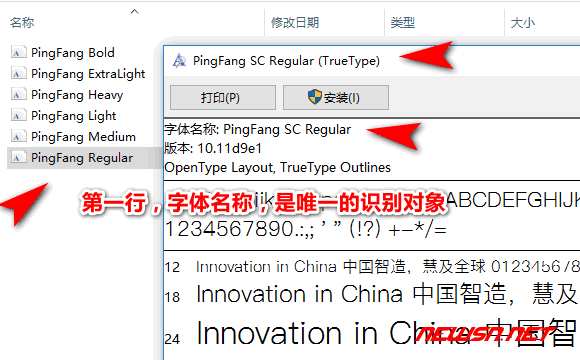 名称 修改日期 类型 大小
PingFang Bold
PingFang ExtraLight
PingFang Heavy
PingFang Light
PingFang Medium
PingFang Regular
PingFang SC Regular (TrueType)
打印(P) 安装(I)
字体名称: PingFang SC Regular
版本: 10.11d9e1
OpenType Layout, TrueType Outlines
第一行，字体名称，是唯一的识别对象
ABCDEFGHIJK
1234567890.:,; ' " (!?) +-*/=
12 Innovation in China 中国智造，慧及全球 0123456789
18 Innovation in China 中国智造，慧及
24 Innovation in China 中国智
newsn.net